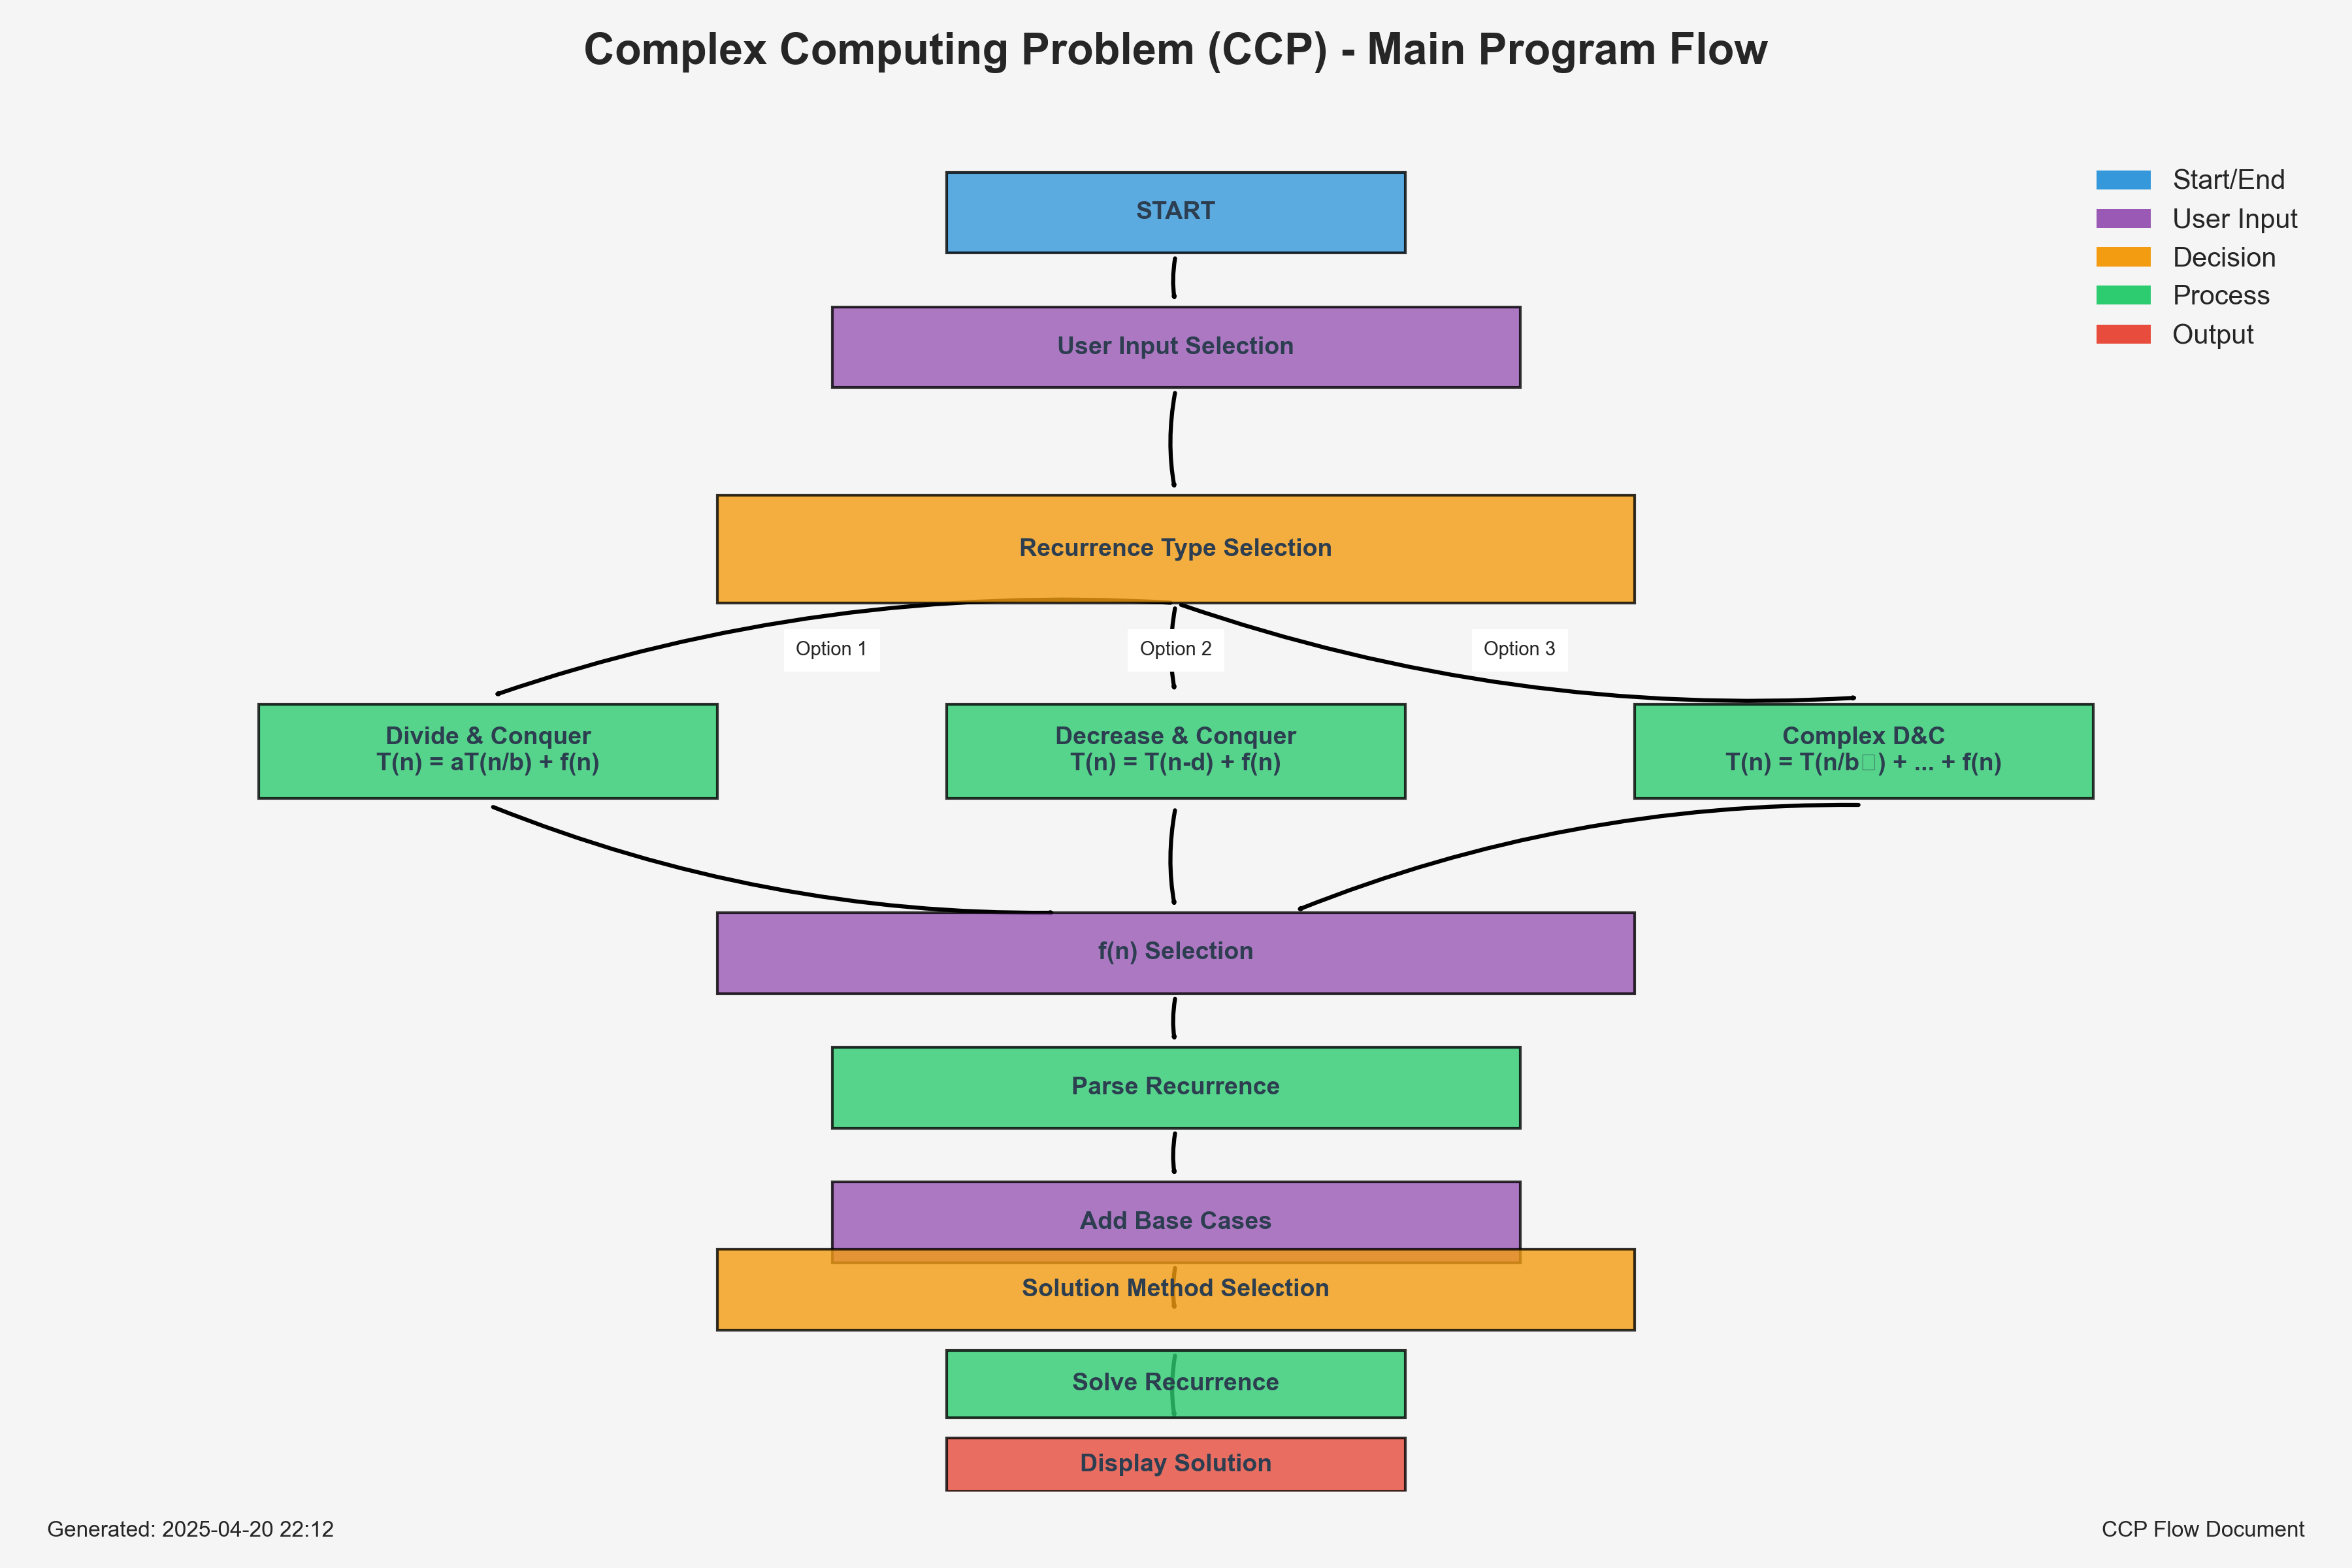 Complex Computing Problem (CCP) - Main Program Flow
START
Start/End
User Input
Decision
Process
Output
User Input Selection
Recurrence Type Selection
Option 1
Option 2
Option 3
Divide & Conquer
T(n) = aT(n/b) + f(n)
Decrease & Conquer
T(n) = T(n-d) + f(n)
Complex D&C
T(n) = T(n/b□) + ... + f(n)
f(n) Selection
Parse Recurrence
Add Base Cases
Solution Method Selection
Solve Recurrence
Display Solution
Generated: 2025-04-20 22:12
CCP Flow Document